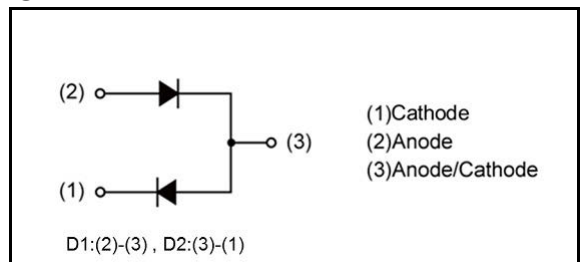 (2)
(1)Cathode
(2)Anode
(3)
(3)Anode/Cathode
(1)
D1:(2)-(3) , D2:(3)-(1)